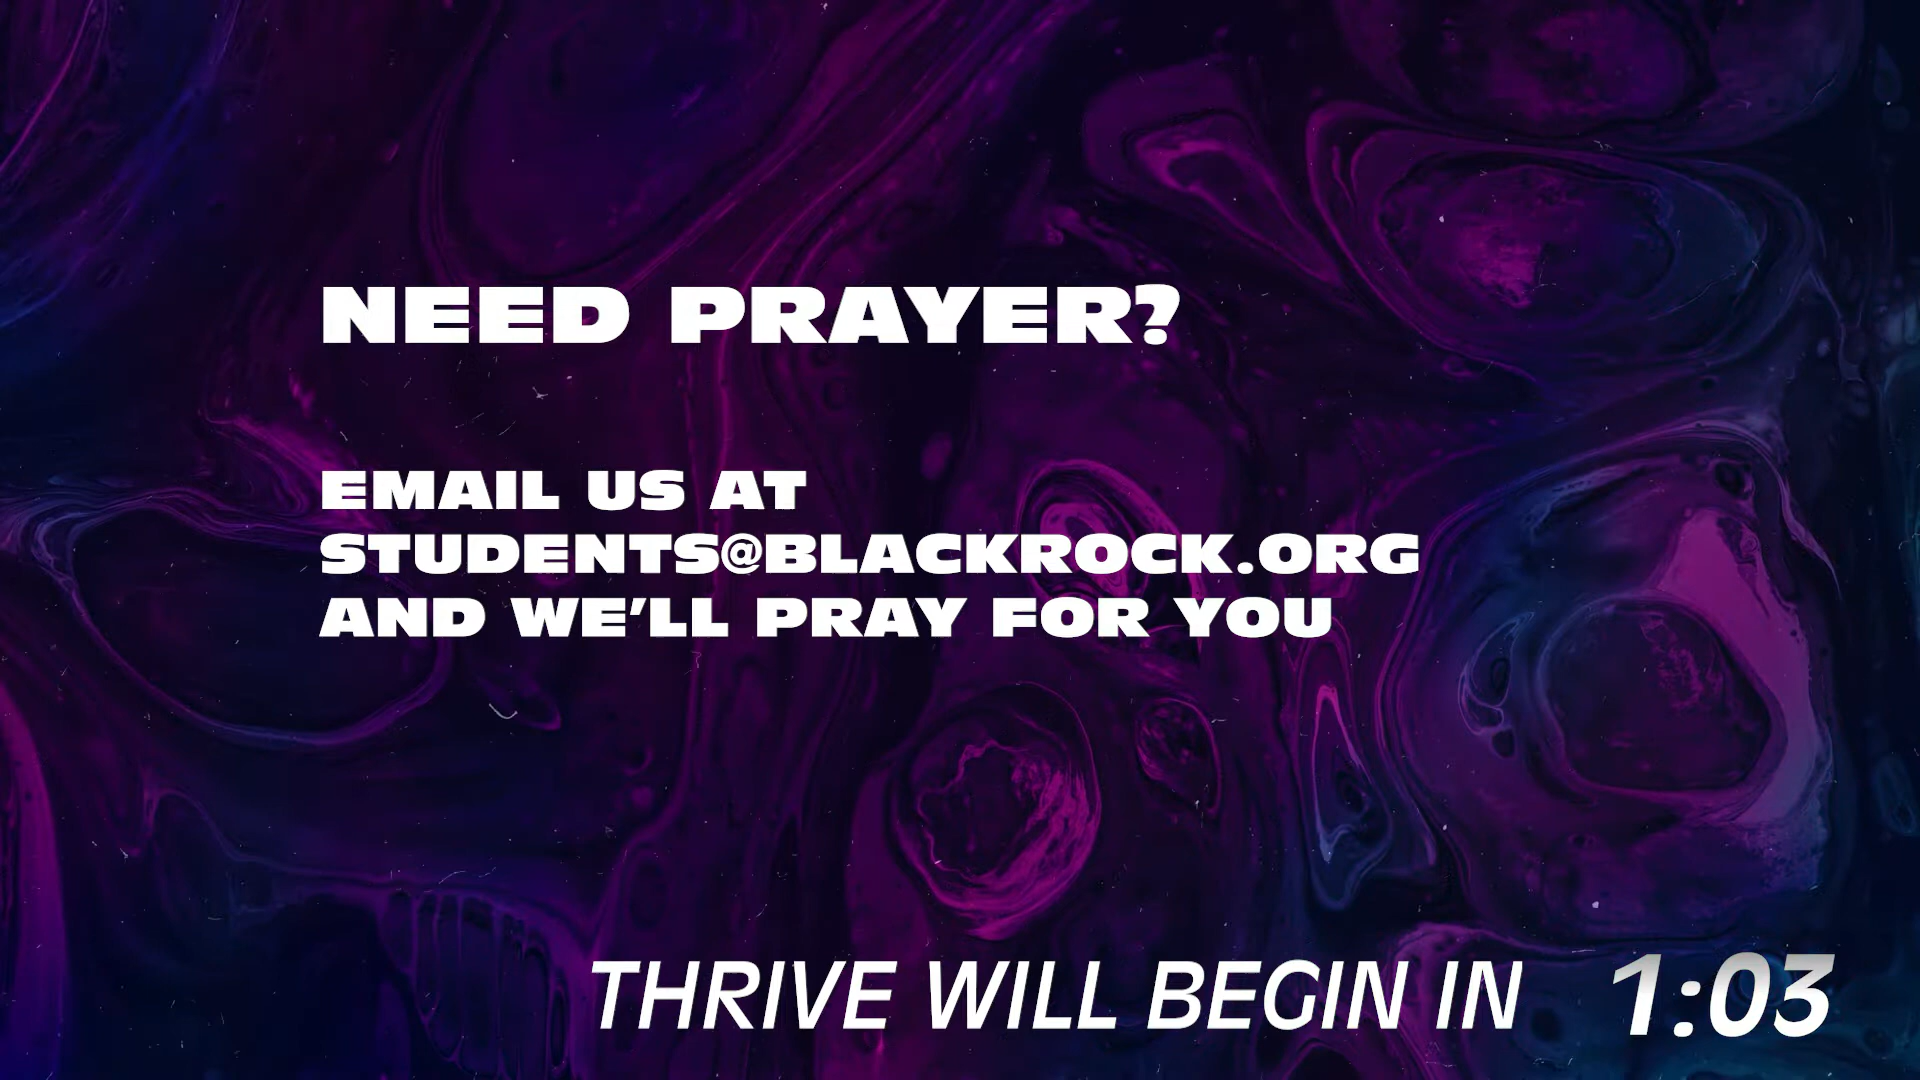 NEED PRAYER?
EMAIL US AT
STUDENTS@BLACKROCK.ORG
AND WE'LL PRAY FOR YOU
THRIVE WILL BEGIN IN 1:03